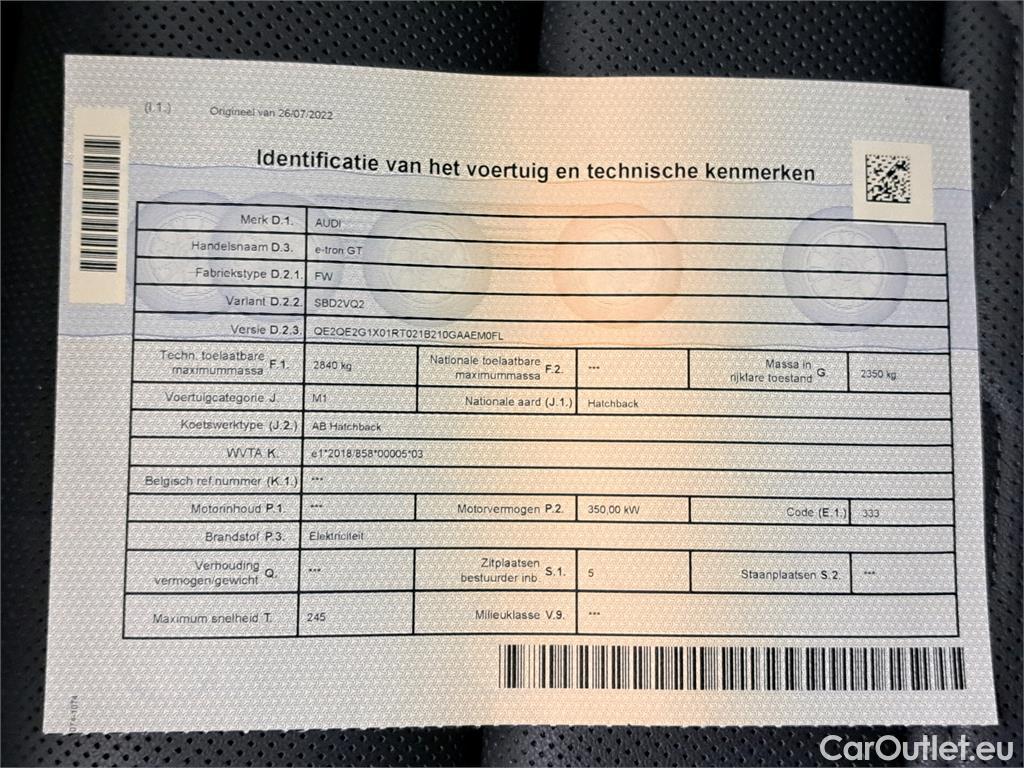 (I.1.) Origineel van 26/07/2022
Identificatie van het voertuig en technische kenmerken
Merk D.1. AUDI
Handelsnaam D.3. e-tron GT
Fabriekstype D.2.1. FW
Variant D.2.2. SBD2VQ2
Versie D.2.3. QE2QE2G1X01RT021B210GAAEM0FL
Techn. toelaatbare maximummassa F.1. 2840 kg Nationale toelaatbare maximummassa F.2. *** Massa in rijklare toestand G. 2350 kg
Voertuigcategorie J. M1 Nationale aard (J.1.) Hatchback
Koetswerktype (J.2.) AB Hatchback
WVTA K. e1*2018/858*00005*03
Belgisch ref.nummer (K.1.) ***
Motorinhoud P.1. *** Motorvermogen P.2. 350,00 kW Code (E.1.) 333
Brandstof P.3. Elektriciteit
Verhouding vermogen/gewicht Q. *** Zitplaatsen bestuurder inb. S.1. 5 Staanplaatsen S.2. ***
Maximum snelheid T. 245 Milieuklasse V.9. ***
CarOutlet.eu